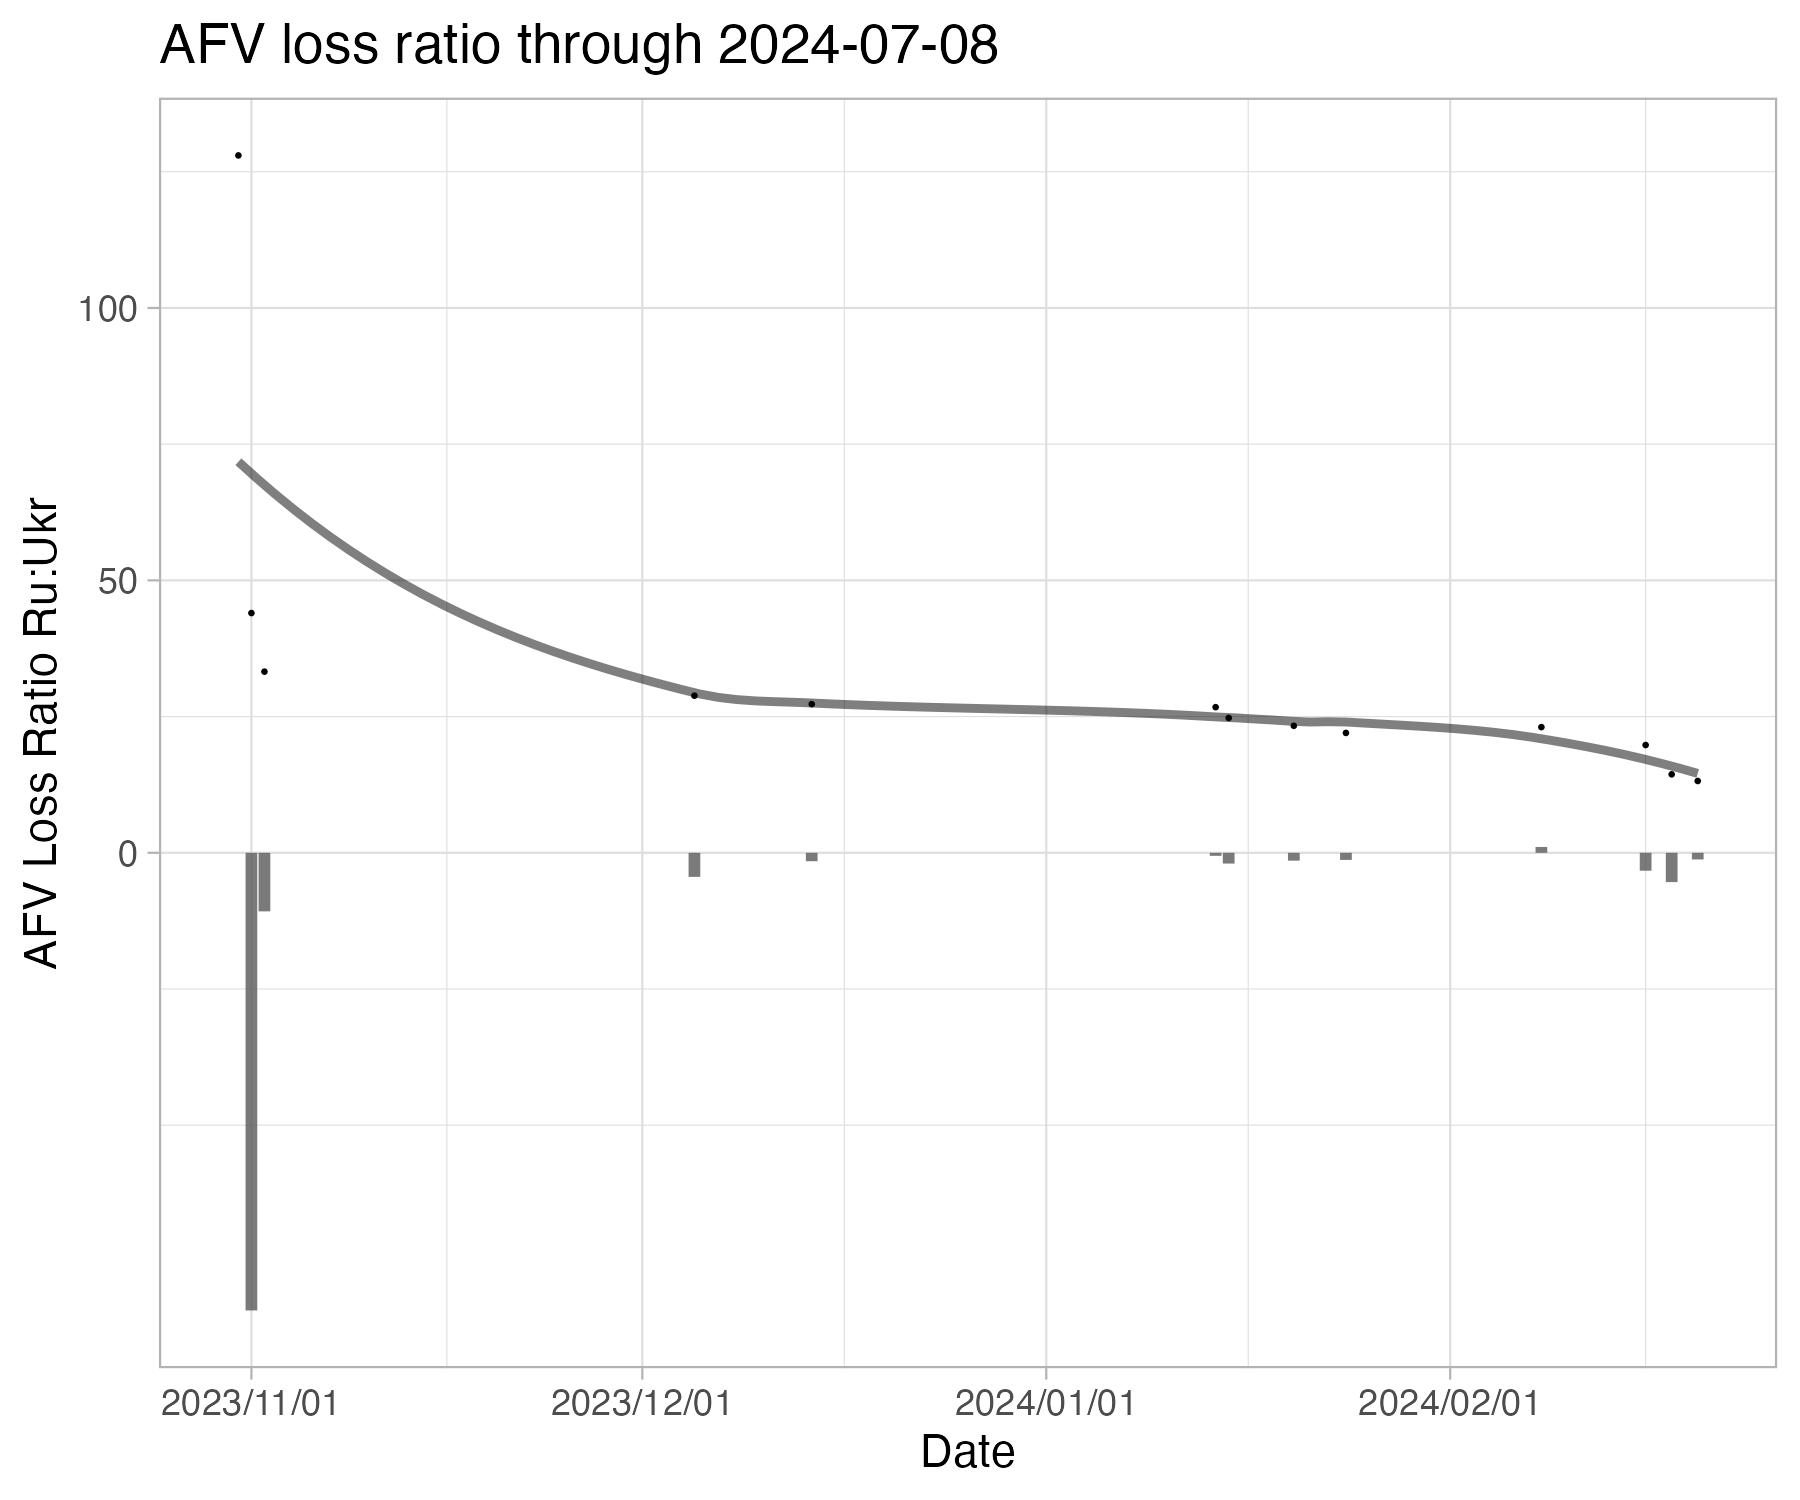 AFV loss ratio through 2024-07-08
AFV Loss Ratio Ru:Ukr
100
50
0
2023/11/01
2023/12/01
2024/01/01
2024/02/01
Date